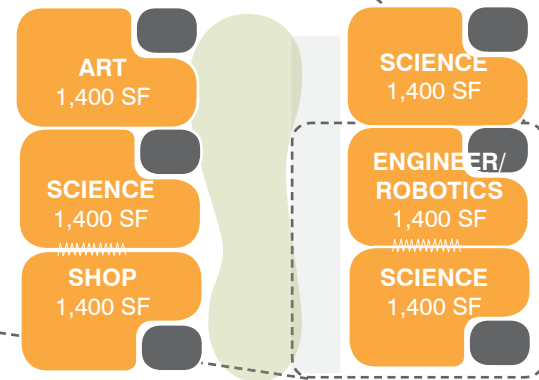 ART
1,400 SF
SCIENCE
1,400 SF
SHOP
1,400 SF
SCIENCE
1,400 SF
ENGINEER/
ROBOTICS
1,400 SF
SCIENCE
1,400 SF